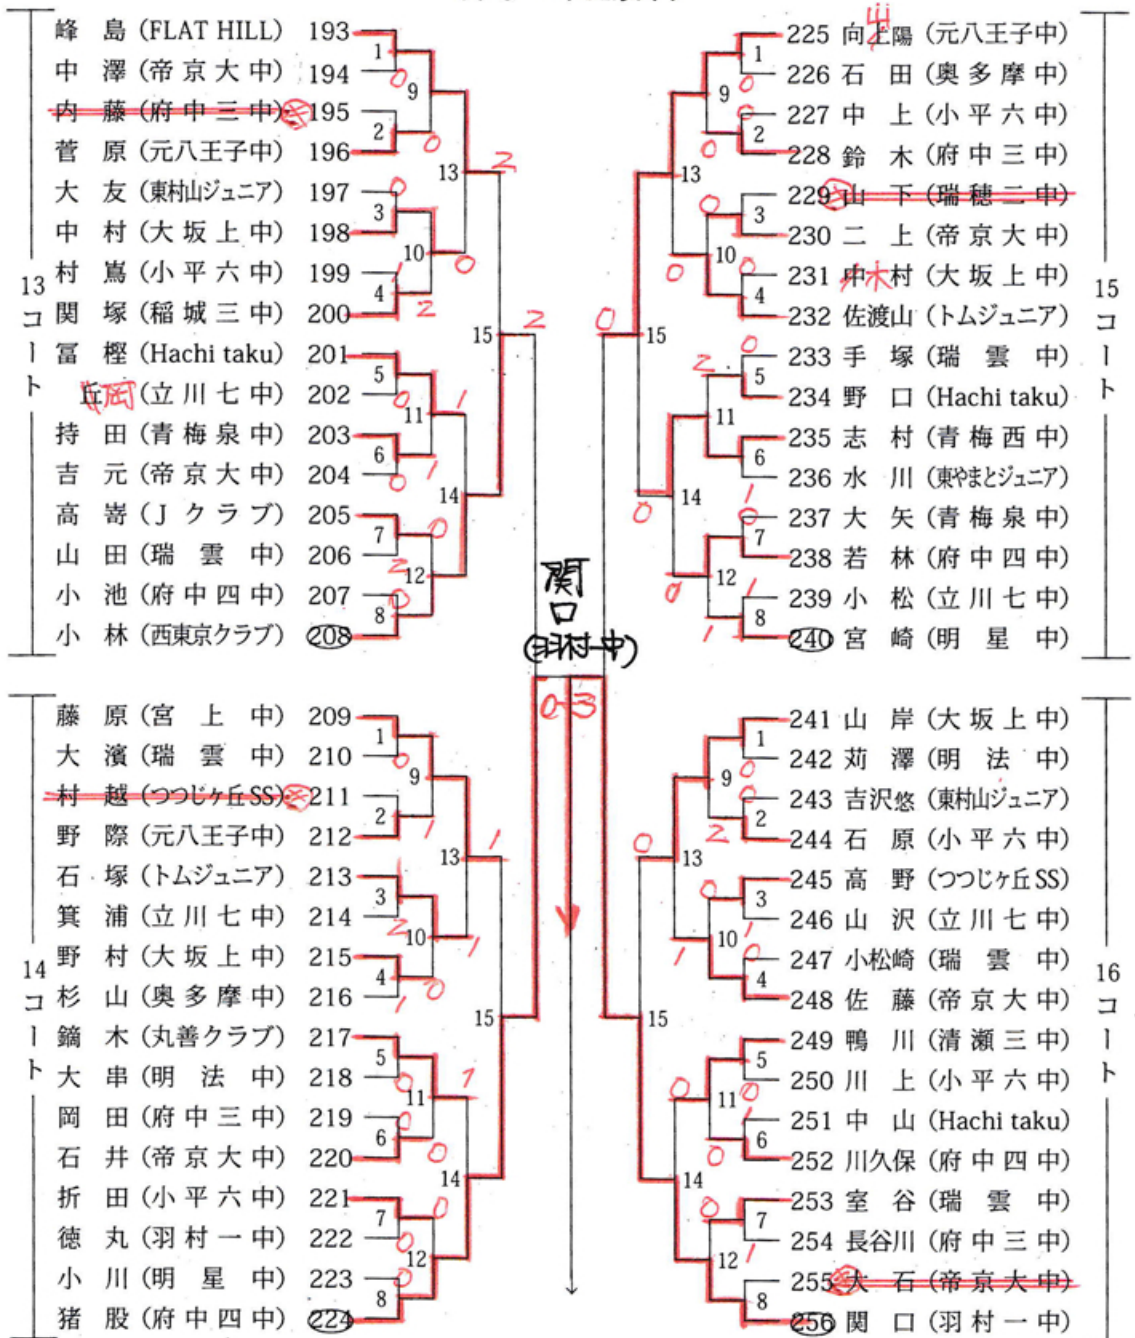 13コート
峰島 (FLAT HILL) 193
中澤 (帝京大中) 194
内藤 (府中三中) 195
菅原 (元八王子中) 196
大友 (東村山ジュニア) 197
中村 (大坂上中) 198
村嶌 (小平六中) 199
関塚 (稲城三中) 200
冨樫 (Hachi taku) 201
丘岡 (立川七中) 202
持田 (青梅泉中) 203
吉元 (帝京大中) 204
高嵜 (Jクラブ) 205
山田 (瑞雲中) 206
小池 (府中四中) 207
小林 (西東京クラブ) 208
14コート
藤原 (宮上中) 209
大濱 (瑞雲中) 210
村越 (つつじヶ丘SS) 211
野際 (元八王子中) 212
石塚 (トムジュニア) 213
箕浦 (立川七中) 214
野村 (大坂上中) 215
杉山 (奥多摩中) 216
鏑木 (丸善クラブ) 217
大串 (明法中) 218
岡田 (府中三中) 219
石井 (帝京大中) 220
折田 (小平六中) 221
徳丸 (羽村一中) 222
小川 (明星中) 223
猪股 (府中四中) 224
関口
(羽村一中)
0-3
15コート
225 向上陽 (元八王子中)
226 石田 (奥多摩中)
227 中上 (小平六中)
228 鈴木 (府中三中)
229 山下 (瑞穂二中)
230 二上 (帝京大中)
231 中木村 (大坂上中)
232 佐渡山 (トムジュニア)
233 手塚 (瑞雲中)
234 野口 (Hachi taku)
235 志村 (青梅西中)
236 水川 (東やまとジュニア)
237 大矢 (青梅泉中)
238 若林 (府中四中)
239 小松 (立川七中)
240 宮崎 (明星中)
16コート
241 山岸 (大坂上中)
242 苅澤 (明法中)
243 吉沢悠 (東村山ジュニア)
244 石原 (小平六中)
245 高野 (つつじヶ丘SS)
246 山沢 (立川七中)
247 小松崎 (瑞雲中)
248 佐藤 (帝京大中)
249 鴨川 (清瀬三中)
250 川上 (小平六中)
251 中山 (Hachi taku)
252 川久保 (府中四中)
253 室谷 (瑞雲中)
254 長谷川 (府中三中)
255 大石 (帝京大中)
256 関口 (羽村一中)